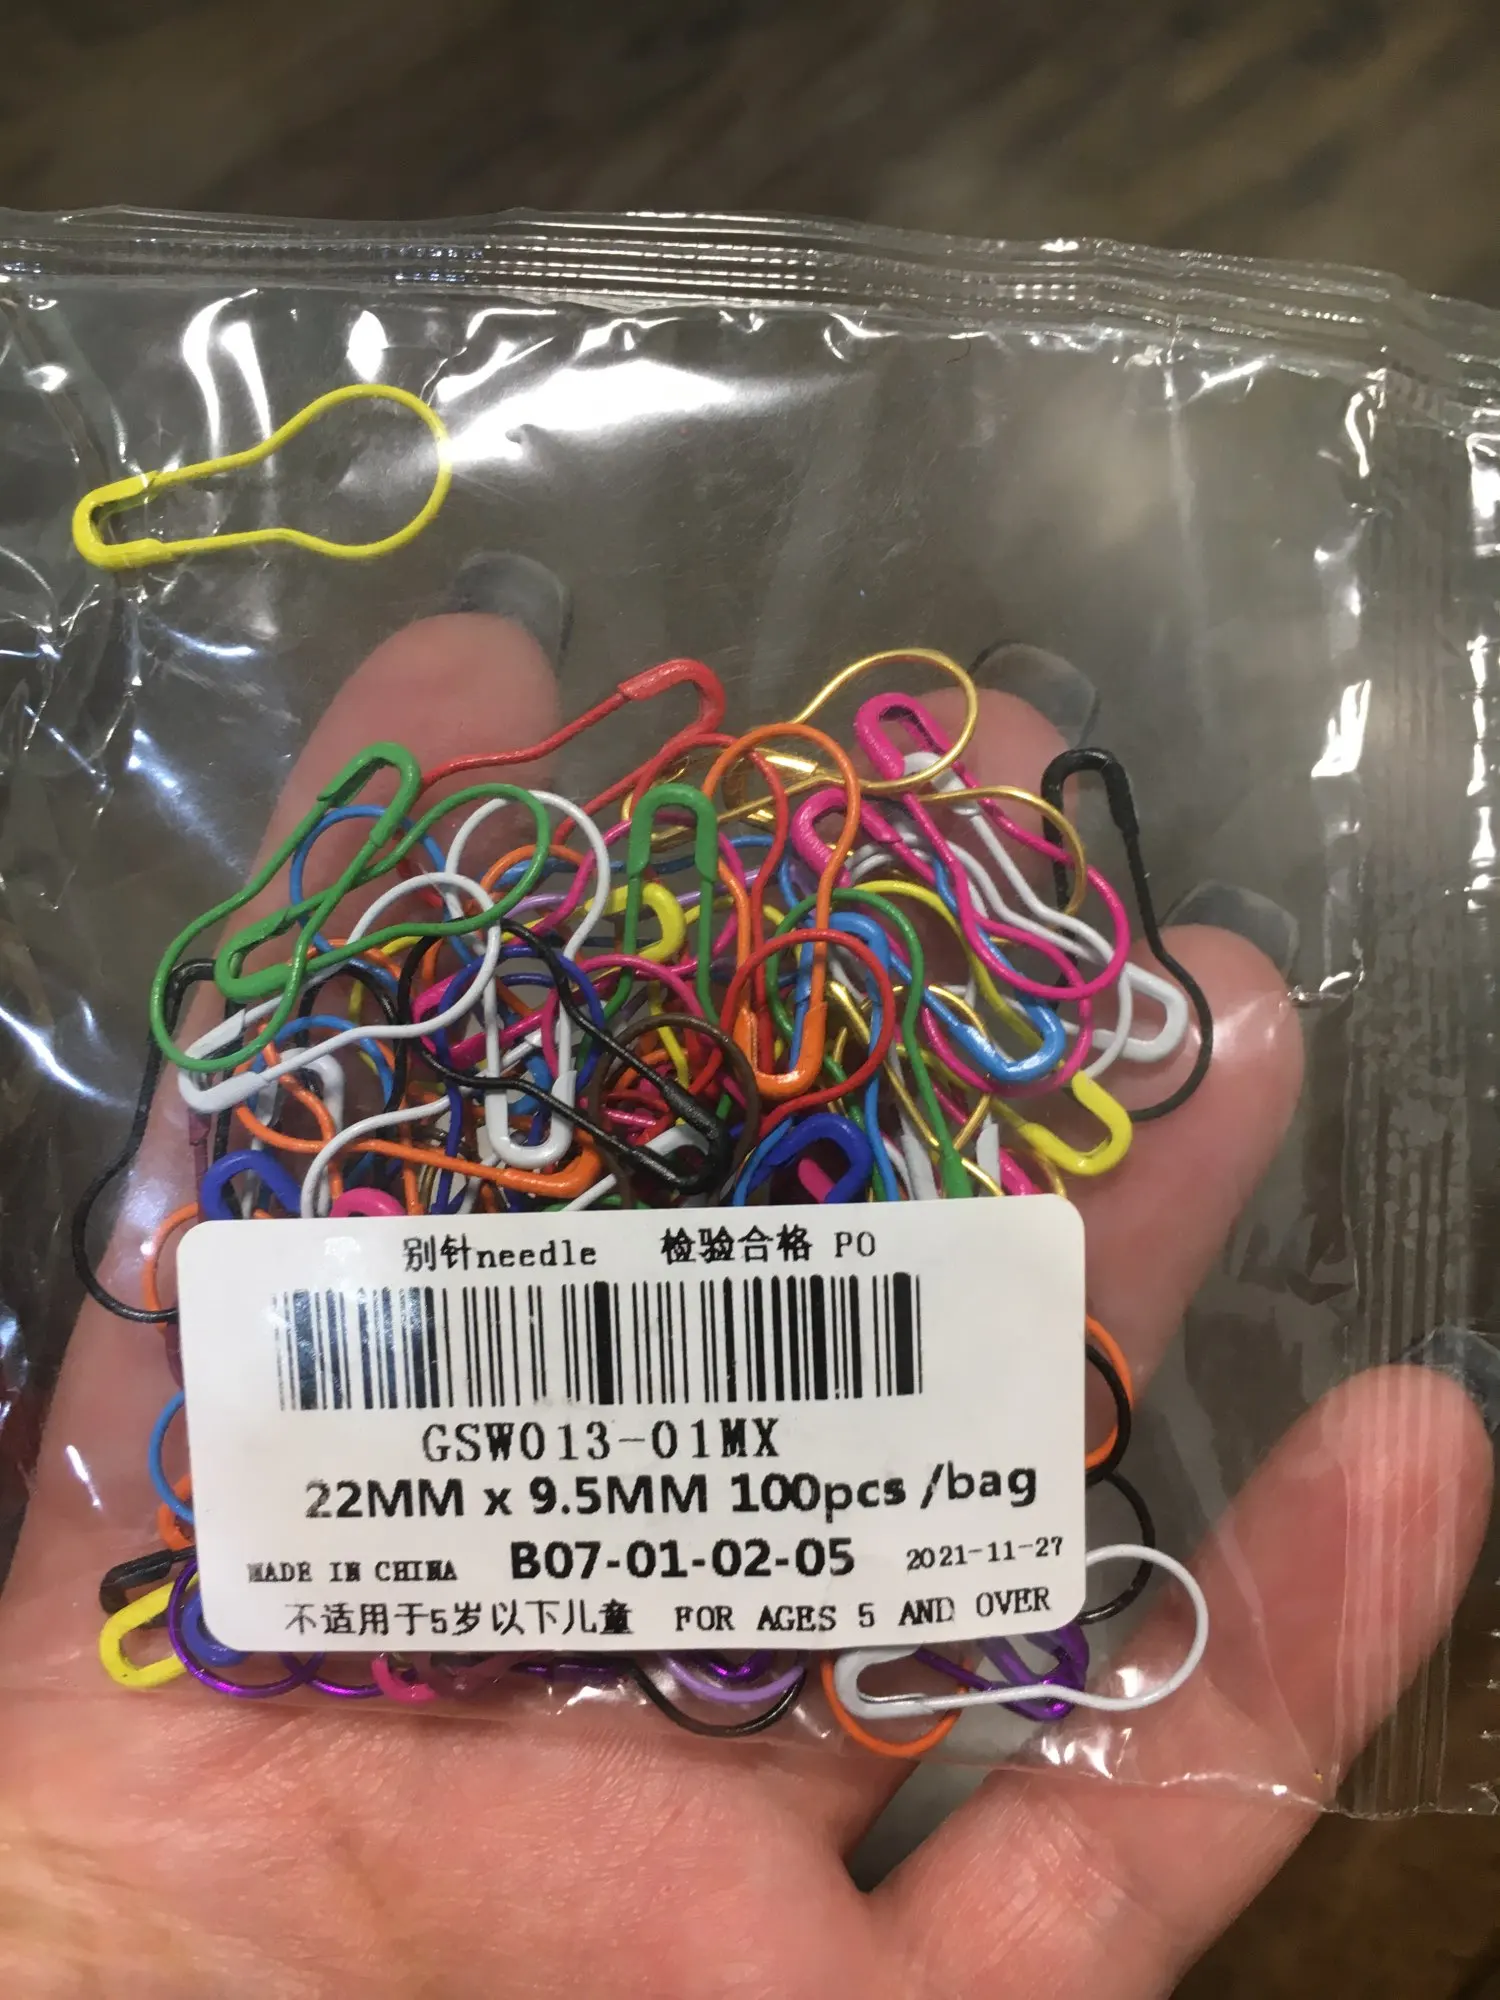 别针needle 检验合格 PO
GSW013-01MX
22MM x 9.5MM 100pcs /bag
MADE IN CHINA B07-01-02-05 2021-11-27
不适用于5岁以下儿童 FOR AGES 5 AND OVER